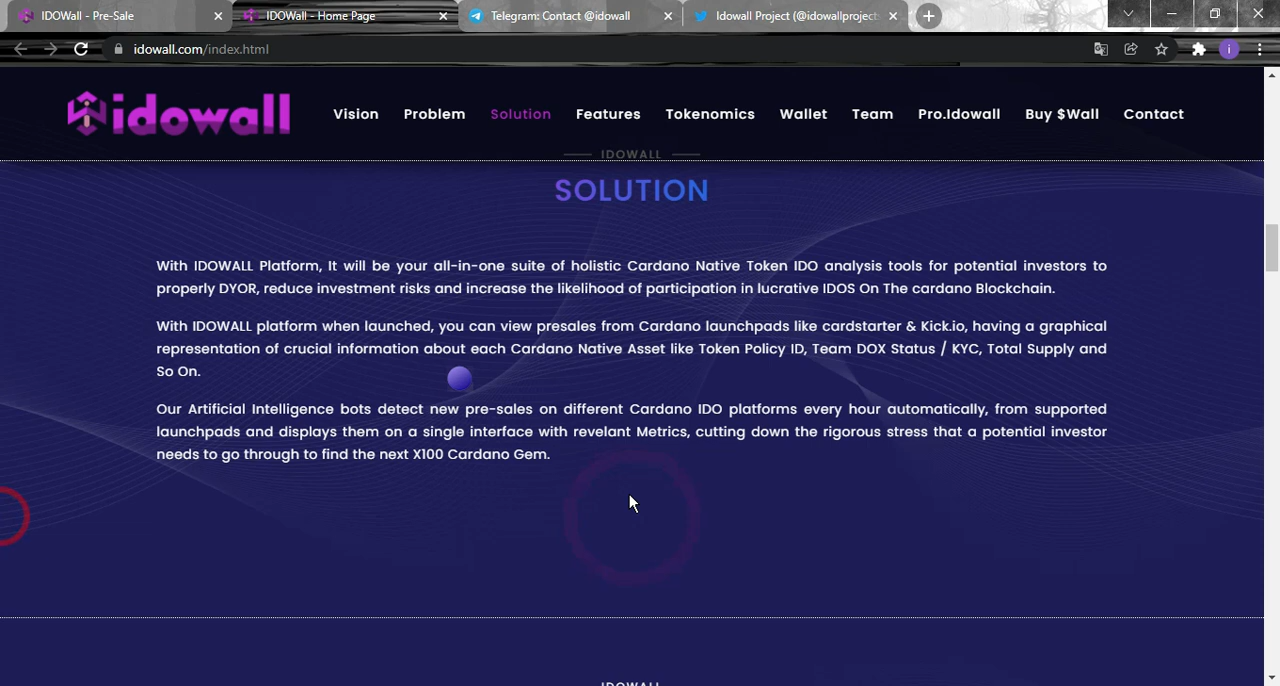 IDOWall - Pre-Sale
IDOWall - Home Page
Telegram: Contact @idowall
Idowall Project (@idowallproject
idowall.com/index.html
i
idowall
Vision
Problem
Solution
Features
Tokenomics
Wallet
Team
Pro.Idowall
Buy $Wall
Contact
IDOWALL
SOLUTION
With IDOWALL Platform, It will be your all-in-one suite of holistic Cardano Native Token IDO analysis tools for potential investors to
properly DYOR, reduce investment risks and increase the likelihood of participation in lucrative IDOS On The cardano Blockchain.
With IDOWALL platform when launched, you can view presales from Cardano launchpads like cardstarter & Kick.io, having a graphical
representation of crucial information about each Cardano Native Asset like Token Policy ID, Team DOX Status / KYC, Total Supply and
So On.
Our Artificial Intelligence bots detect new pre-sales on different Cardano IDO platforms every hour automatically, from supported
launchpads and displays them on a single interface with revelant Metrics, cutting down the rigorous stress that a potential investor
needs to go through to find the next X100 Cardano Gem.
IDOWALL